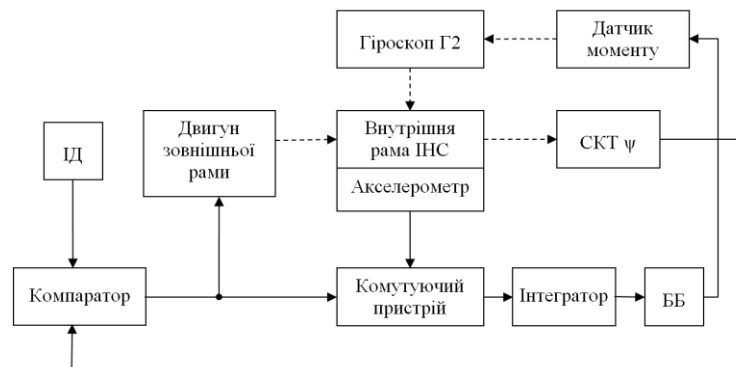 Гіроскоп Г2
Датчик
моменту
ІД
Двигун
зовнішньої
рами
Внутрішня
рама ІНС
Акселерометр
СКТ ψ
Компаратор
Комутуючий
пристрій
Інтегратор
ББ